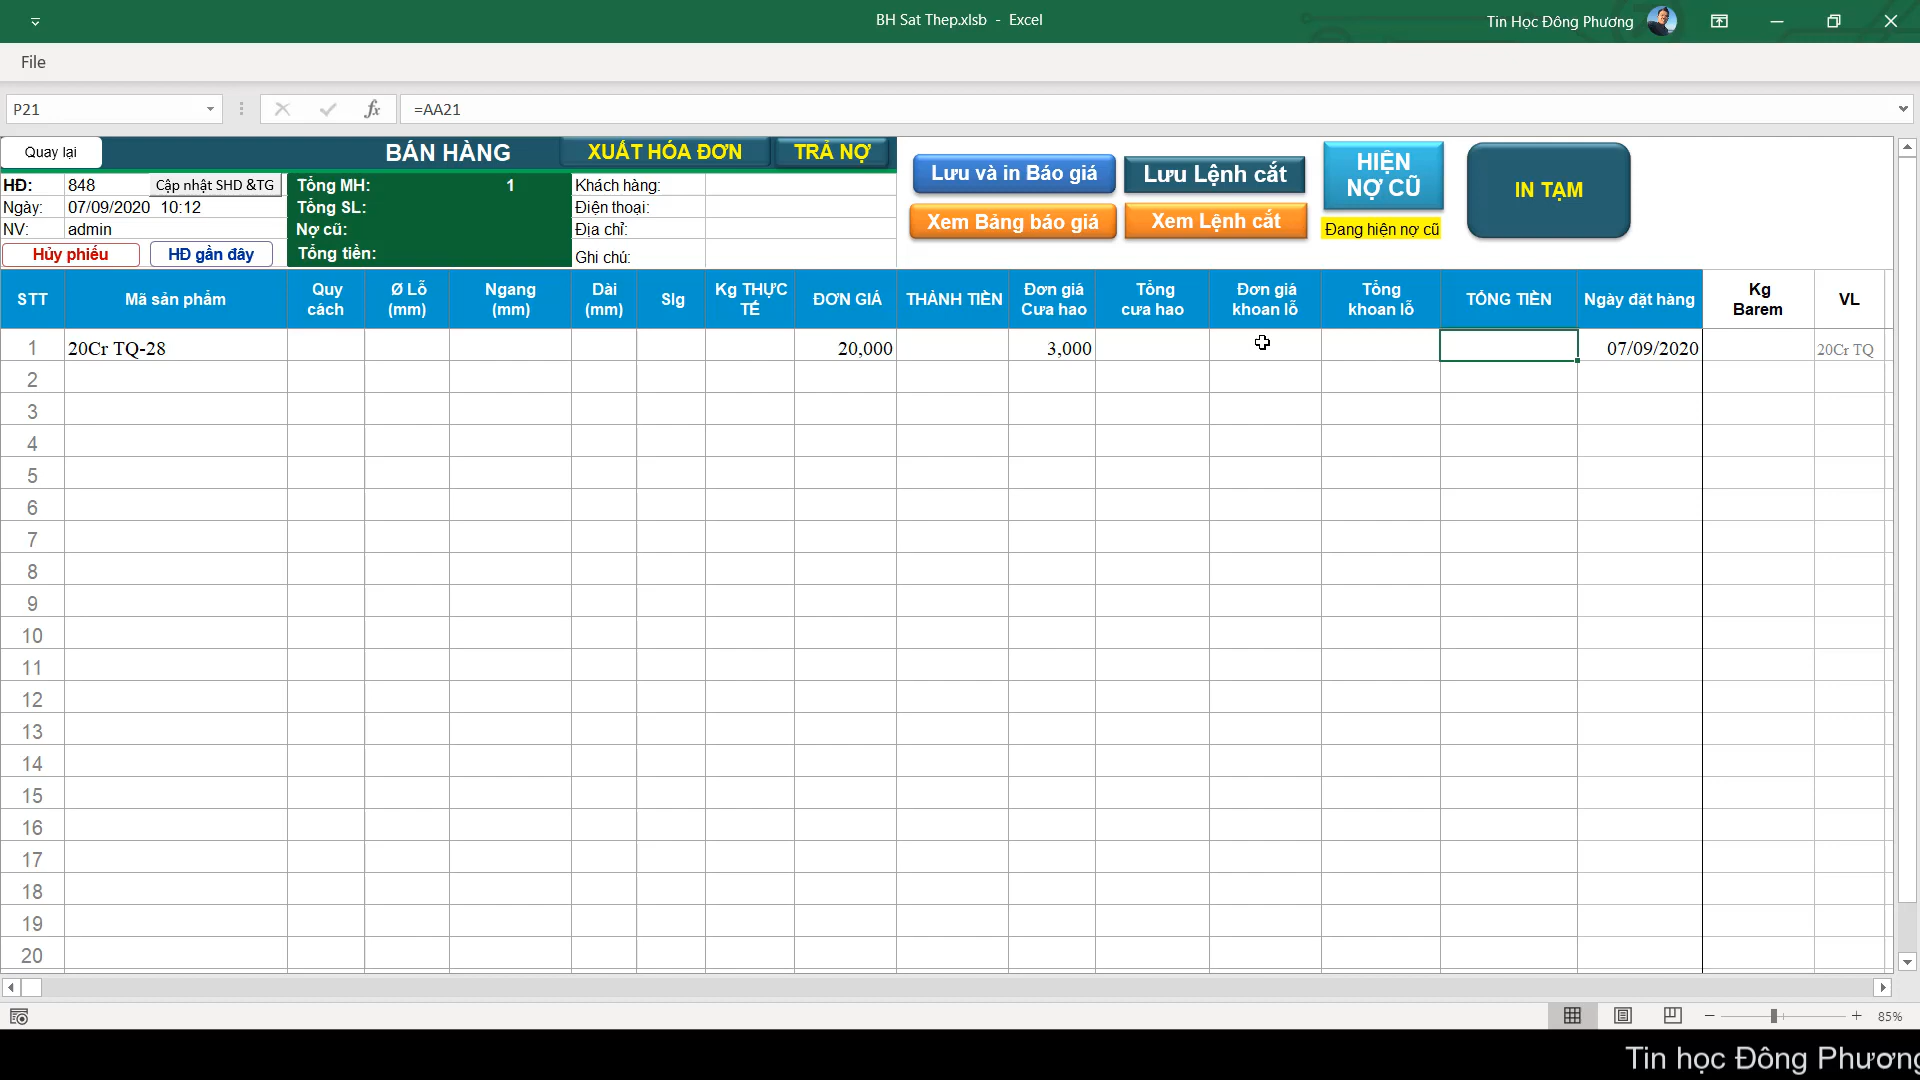 BH Sat Thep.xlsb - Excel
Tin Học Đông Phương
File
P21
fx
=AA21
Quay lại
BÁN HÀNG
XUẤT HÓA ĐƠN
TRẢ NỢ
HĐ: 848
Cập nhật SHD &TG
Ngày: 07/09/2020 10:12
NV: admin
Hủy phiếu
HĐ gần đây
Tổng MH: 1
Tổng SL:
Nợ cũ:
Tổng tiền:
Khách hàng:
Điện thoại:
Địa chỉ:
Ghi chú:
Lưu và in Báo giá
Lưu Lệnh cắt
Xem Bảng báo giá
Xem Lệnh cắt
HIỆN
NỢ CŨ
Đang hiện nợ cũ
IN TẠM
STT
Mã sản phẩm
Quy
cách
Ø Lỗ
(mm)
Ngang
(mm)
Dài
(mm)
Slg
Kg THỰC
TẾ
ĐƠN GIÁ
THÀNH TIỀN
Đơn giá
Cưa hao
Tổng
cưa hao
Đơn giá
khoan lỗ
Tổng
khoan lỗ
TỔNG TIỀN
Ngày đặt hàng
Kg
Barem
VL
1 20Cr TQ-28 20,000 3,000 07/09/2020 20Cr TQ
2
3
4
5
6
7
8
9
10
11
12
13
14
15
16
17
18
19
20
85%
Tin học Đông Phương